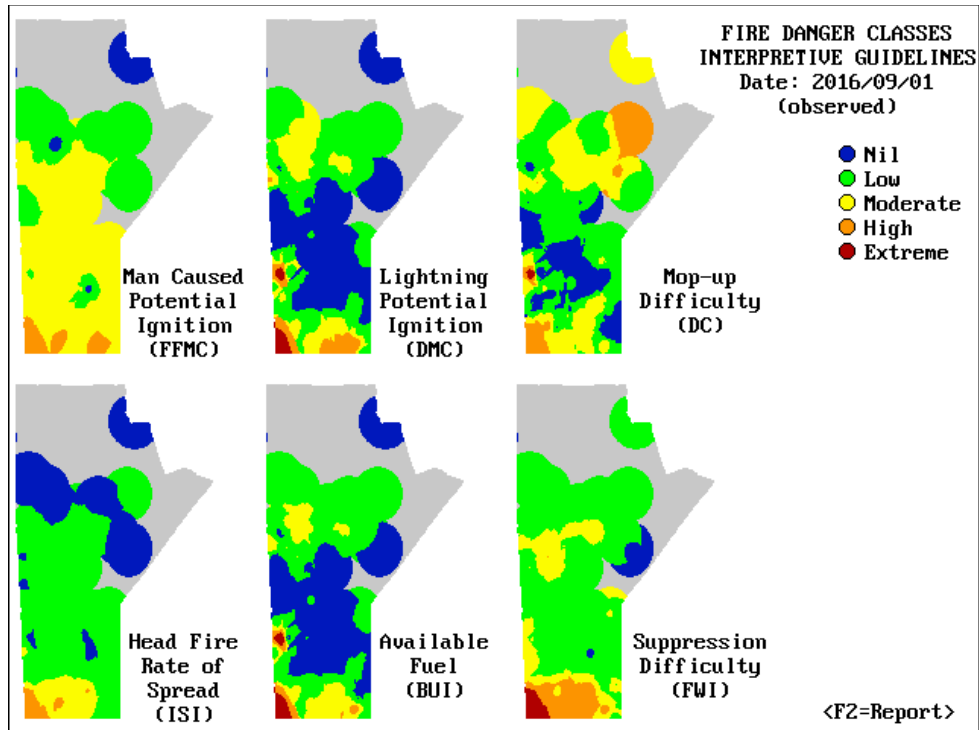 FIRE DANGER CLASSES
INTERPRETIVE GUIDELINES
Date: 2016/09/01
(observed)
Nil
Low
Moderate
High
Extreme
Man Caused
Potential
Ignition
(FFMC)
Lightning
Potential
Ignition
(DMC)
Mop-up
Difficulty
(DC)
Head Fire
Rate of
Spread
(ISI)
Available
Fuel
(BUI)
Suppression
Difficulty
(FWI)
<F2=Report>